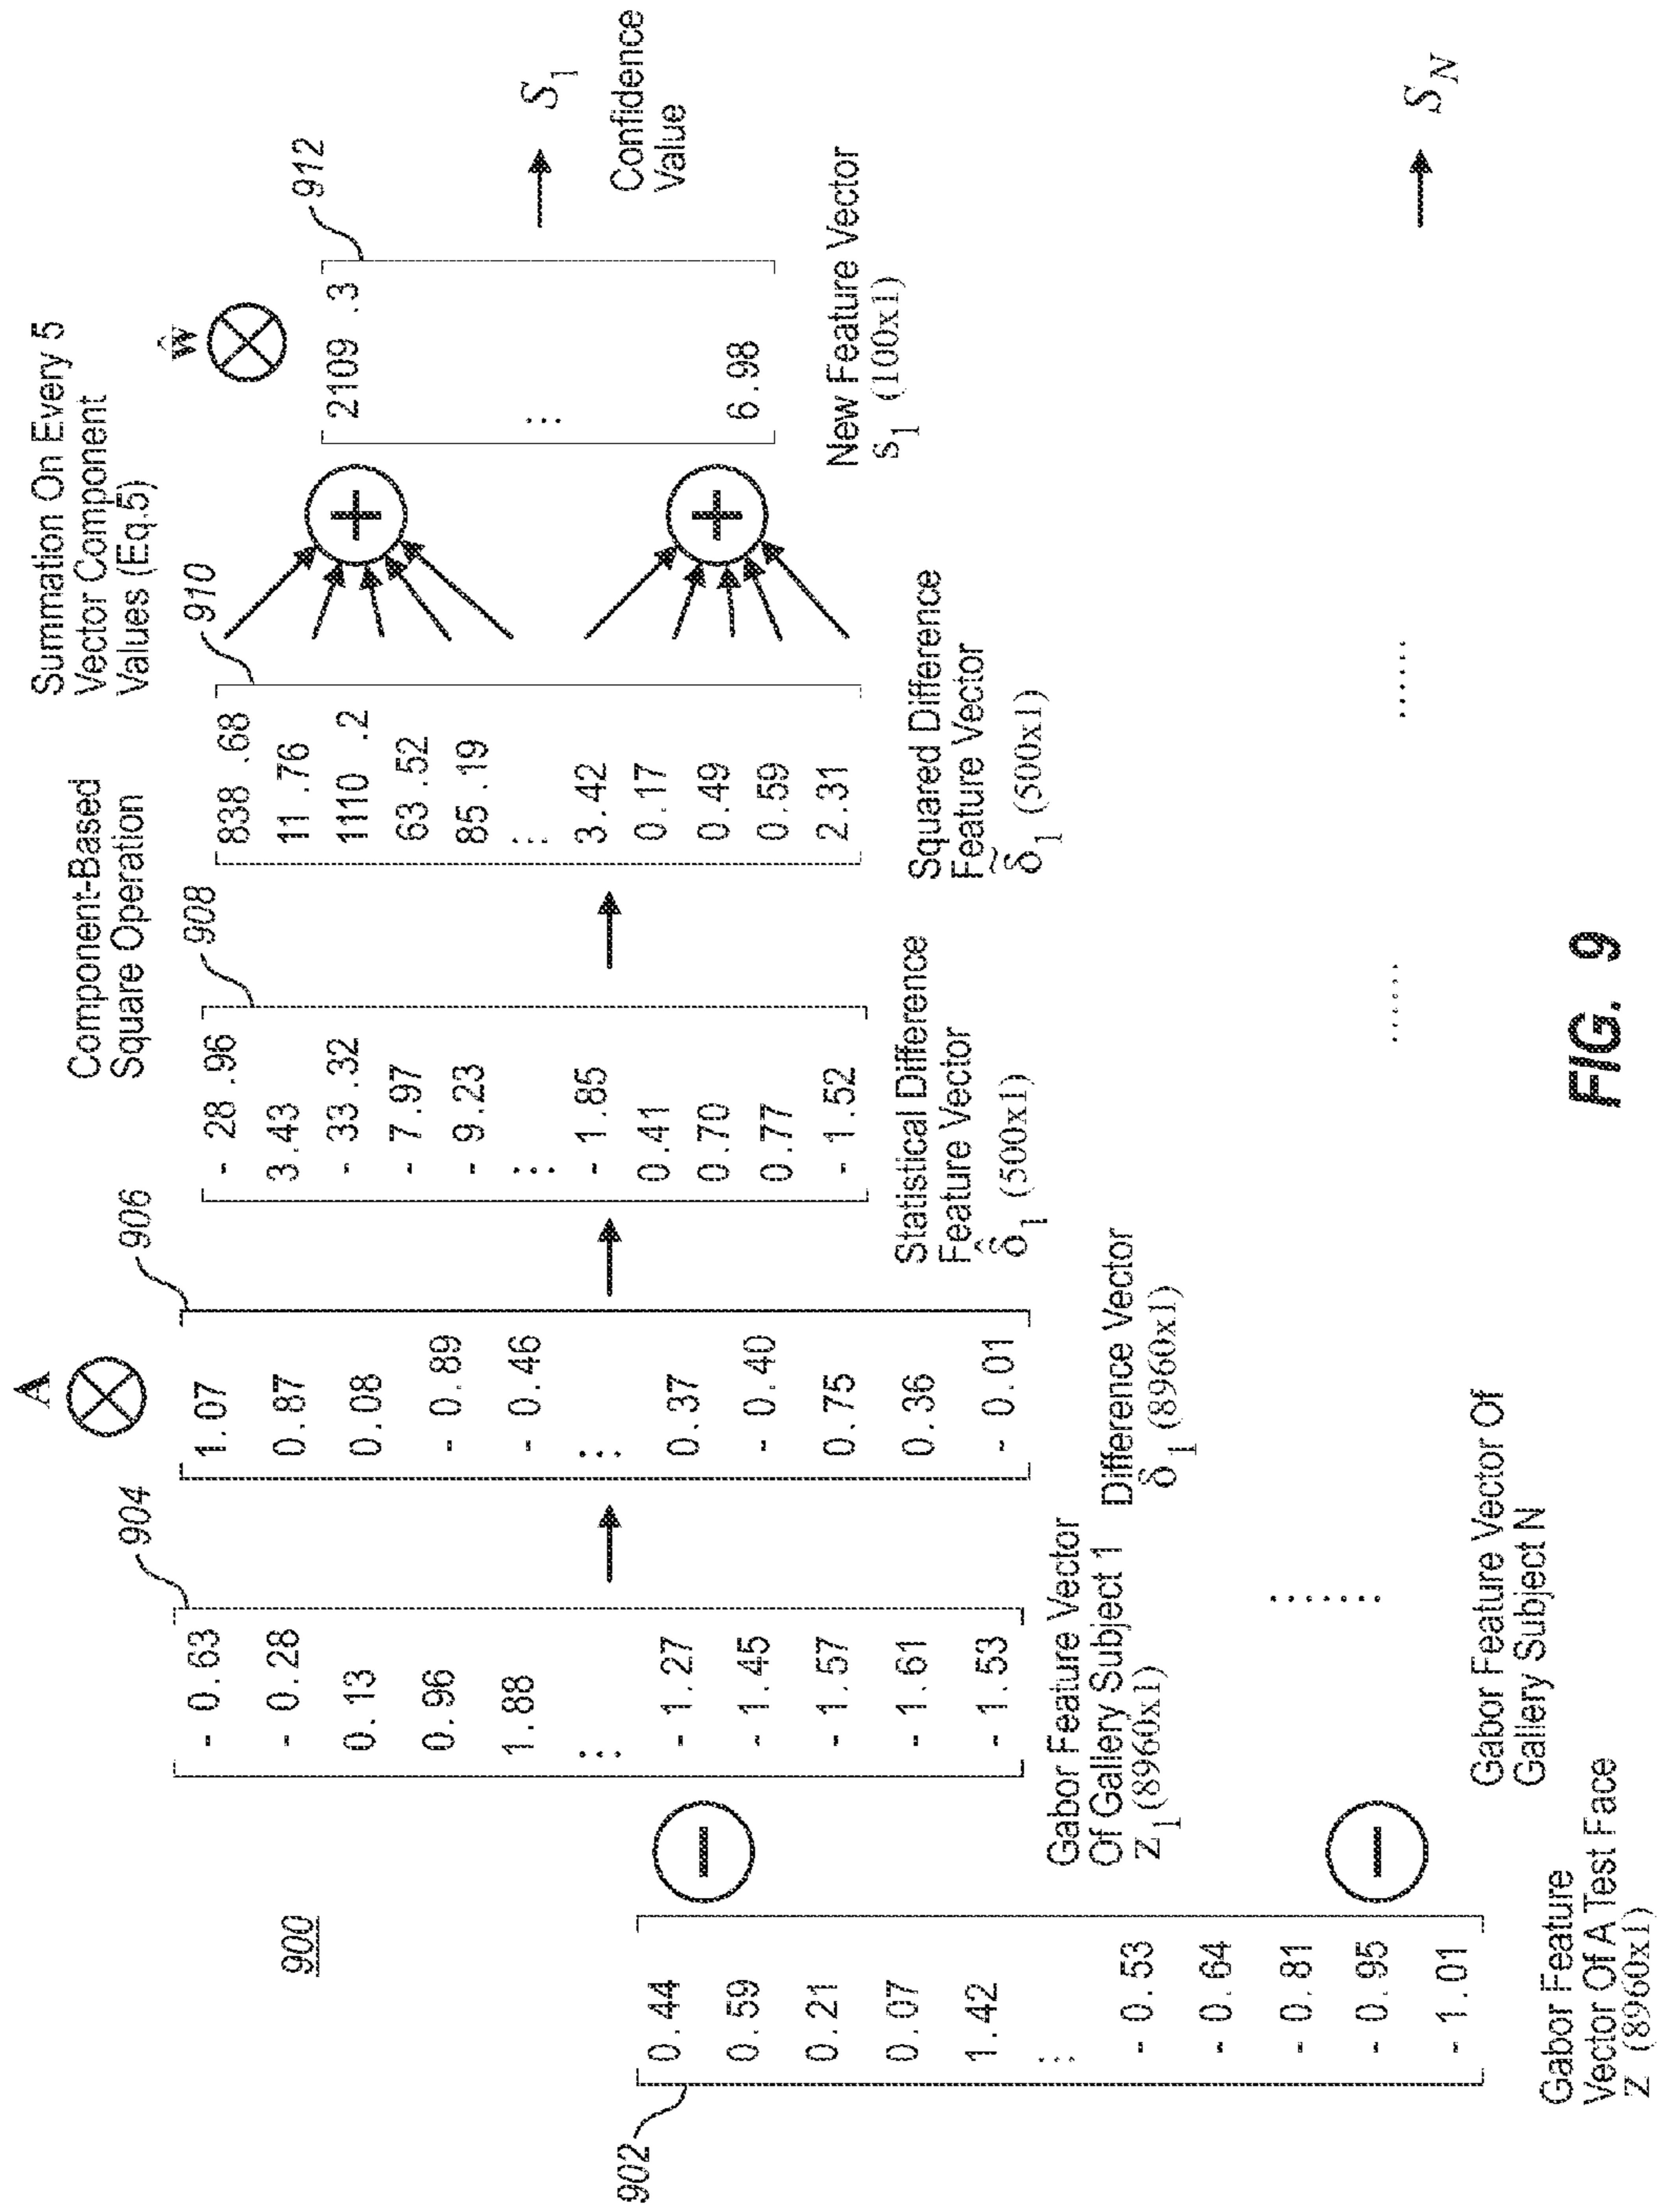 900
902
0.44
0.59
0.21
0.07
1.42
⋮
- 0.53
- 0.64
- 0.81
- 0.95
- 1.01
Gabor Feature
Vector Of A Test Face
z (8960x1)
−
−
904
- 0.63
- 0.28
0.13
0.96
1.88
⋮
- 1.27
- 1.45
- 1.57
- 1.61
- 1.53
Gabor Feature Vector
Of Gallery Subject 1
z₁(8960x1)
.......
Gabor Feature Vector Of
Gallery Subject N
A
906
1.07
0.87
0.08
- 0.89
- 0.46
⋮
0.37
- 0.40
0.75
0.36
- 0.01
Difference Vector
δ₁(8960x1)
908
- 28 .96
3.43
- 33 .32
- 7.97
- 9.23
⋮
- 1.85
0.41
0.70
0.77
- 1.52
Statistical Difference
Feature Vector
δ̂₁ (500x1)
Component-Based
Square Operation
910
838 .68
11 .76
1110 .2
63 .52
85 .19
⋮
3.42
0.17
0.49
0.59
2.31
Squared Difference
Feature Vector
δ̃₁ (500x1)
......
......
Summation On Every 5
Vector Component
Values (Eq.5)
+
+
ŵ
912
2109 .3
⋮
6.98
New Feature Vector
s₁ (100x1)
S₁
Confidence
Value
S_N
FIG. 9